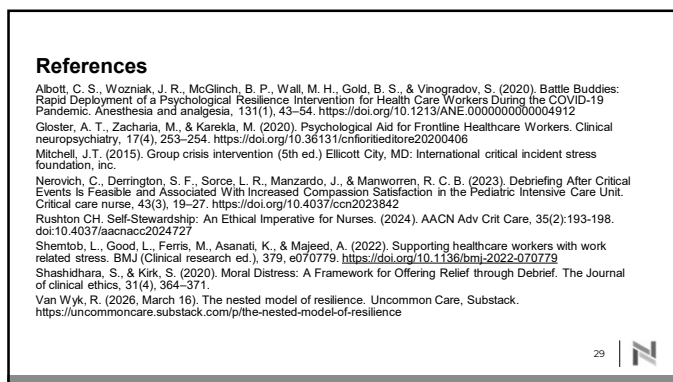 References
Albott, C. S., Wozniak, J. R., McGlinch, B. P., Wall, M. H., Gold, B. S., & Vinogradov, S. (2020). Battle Buddies:
Rapid Deployment of a Psychological Resilience Intervention for Health Care Workers During the COVID-19
Pandemic. Anesthesia and analgesia, 131(1), 43–54. https://doi.org/10.1213/ANE.0000000000004912
Gloster, A. T., Zacharia, M., & Karekla, M. (2020). Psychological Aid for Frontline Healthcare Workers. Clinical
neuropsychiatry, 17(4), 253–254. https://doi.org/10.36131/cnfioritieditore20200406
Mitchell, J.T. (2015). Group crisis intervention (5th ed.) Ellicott City, MD: International critical incident stress
foundation, inc.
Nerovich, C., Derrington, S. F., Sorce, L. R., Manzardo, J., & Manworren, R. C. B. (2023). Debriefing After Critical
Events Is Feasible and Associated With Increased Compassion Satisfaction in the Pediatric Intensive Care Unit.
Critical care nurse, 43(3), 19–27. https://doi.org/10.4037/ccn2023842
Rushton CH. Self-Stewardship: An Ethical Imperative for Nurses. (2024). AACN Adv Crit Care, 35(2):193-198.
doi:10.4037/aacnacc2024727
Shemtob, L., Good, L., Ferris, M., Asanati, K., & Majeed, A. (2022). Supporting healthcare workers with work
related stress. BMJ (Clinical research ed.), 379, e070779. https://doi.org/10.1136/bmj-2022-070779
Shashidhara, S., & Kirk, S. (2020). Moral Distress: A Framework for Offering Relief through Debrief. The Journal
of clinical ethics, 31(4), 364–371.
Van Wyk, R. (2026, March 16). The nested model of resilience. Uncommon Care, Substack.
https://uncommoncare.substack.com/p/the-nested-model-of-resilience
29